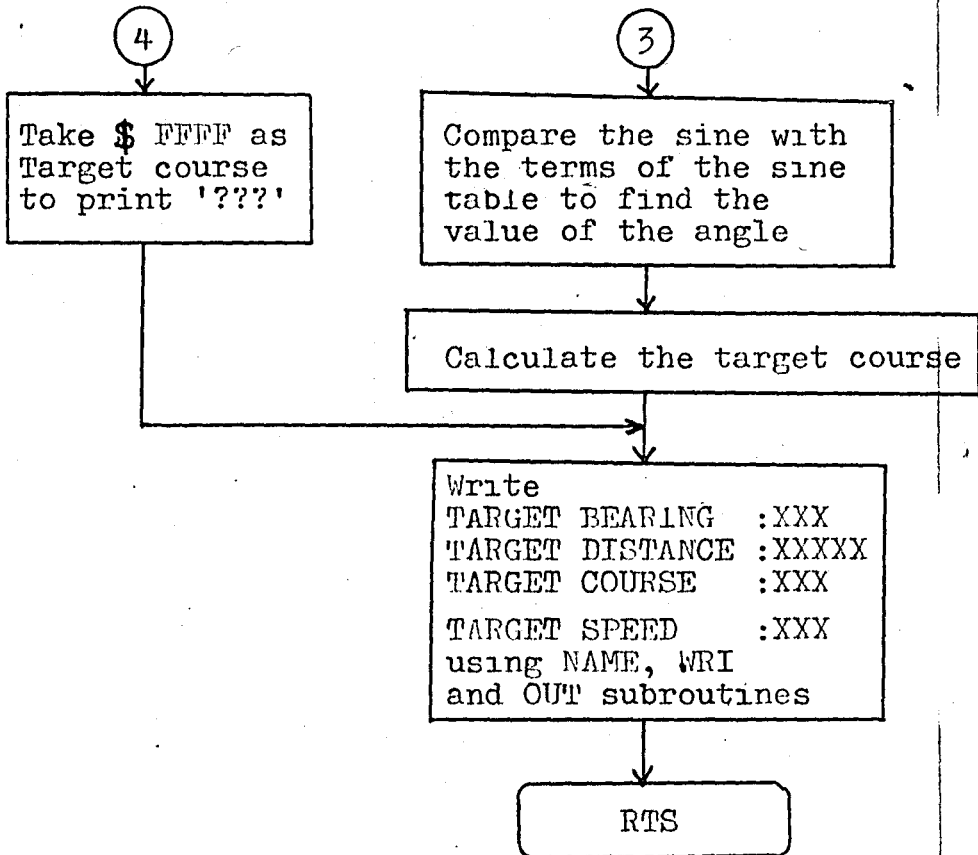 4
Take $ FFFF as
Target course
to print '???'
3
Compare the sine with
the terms of the sine
table to find the
value of the angle
Calculate the target course
Write
TARGET BEARING :XXX
TARGET DISTANCE :XXXXX
TARGET COURSE :XXX
TARGET SPEED :XXX
using NAME, WRI
and OUT subroutines
RTS